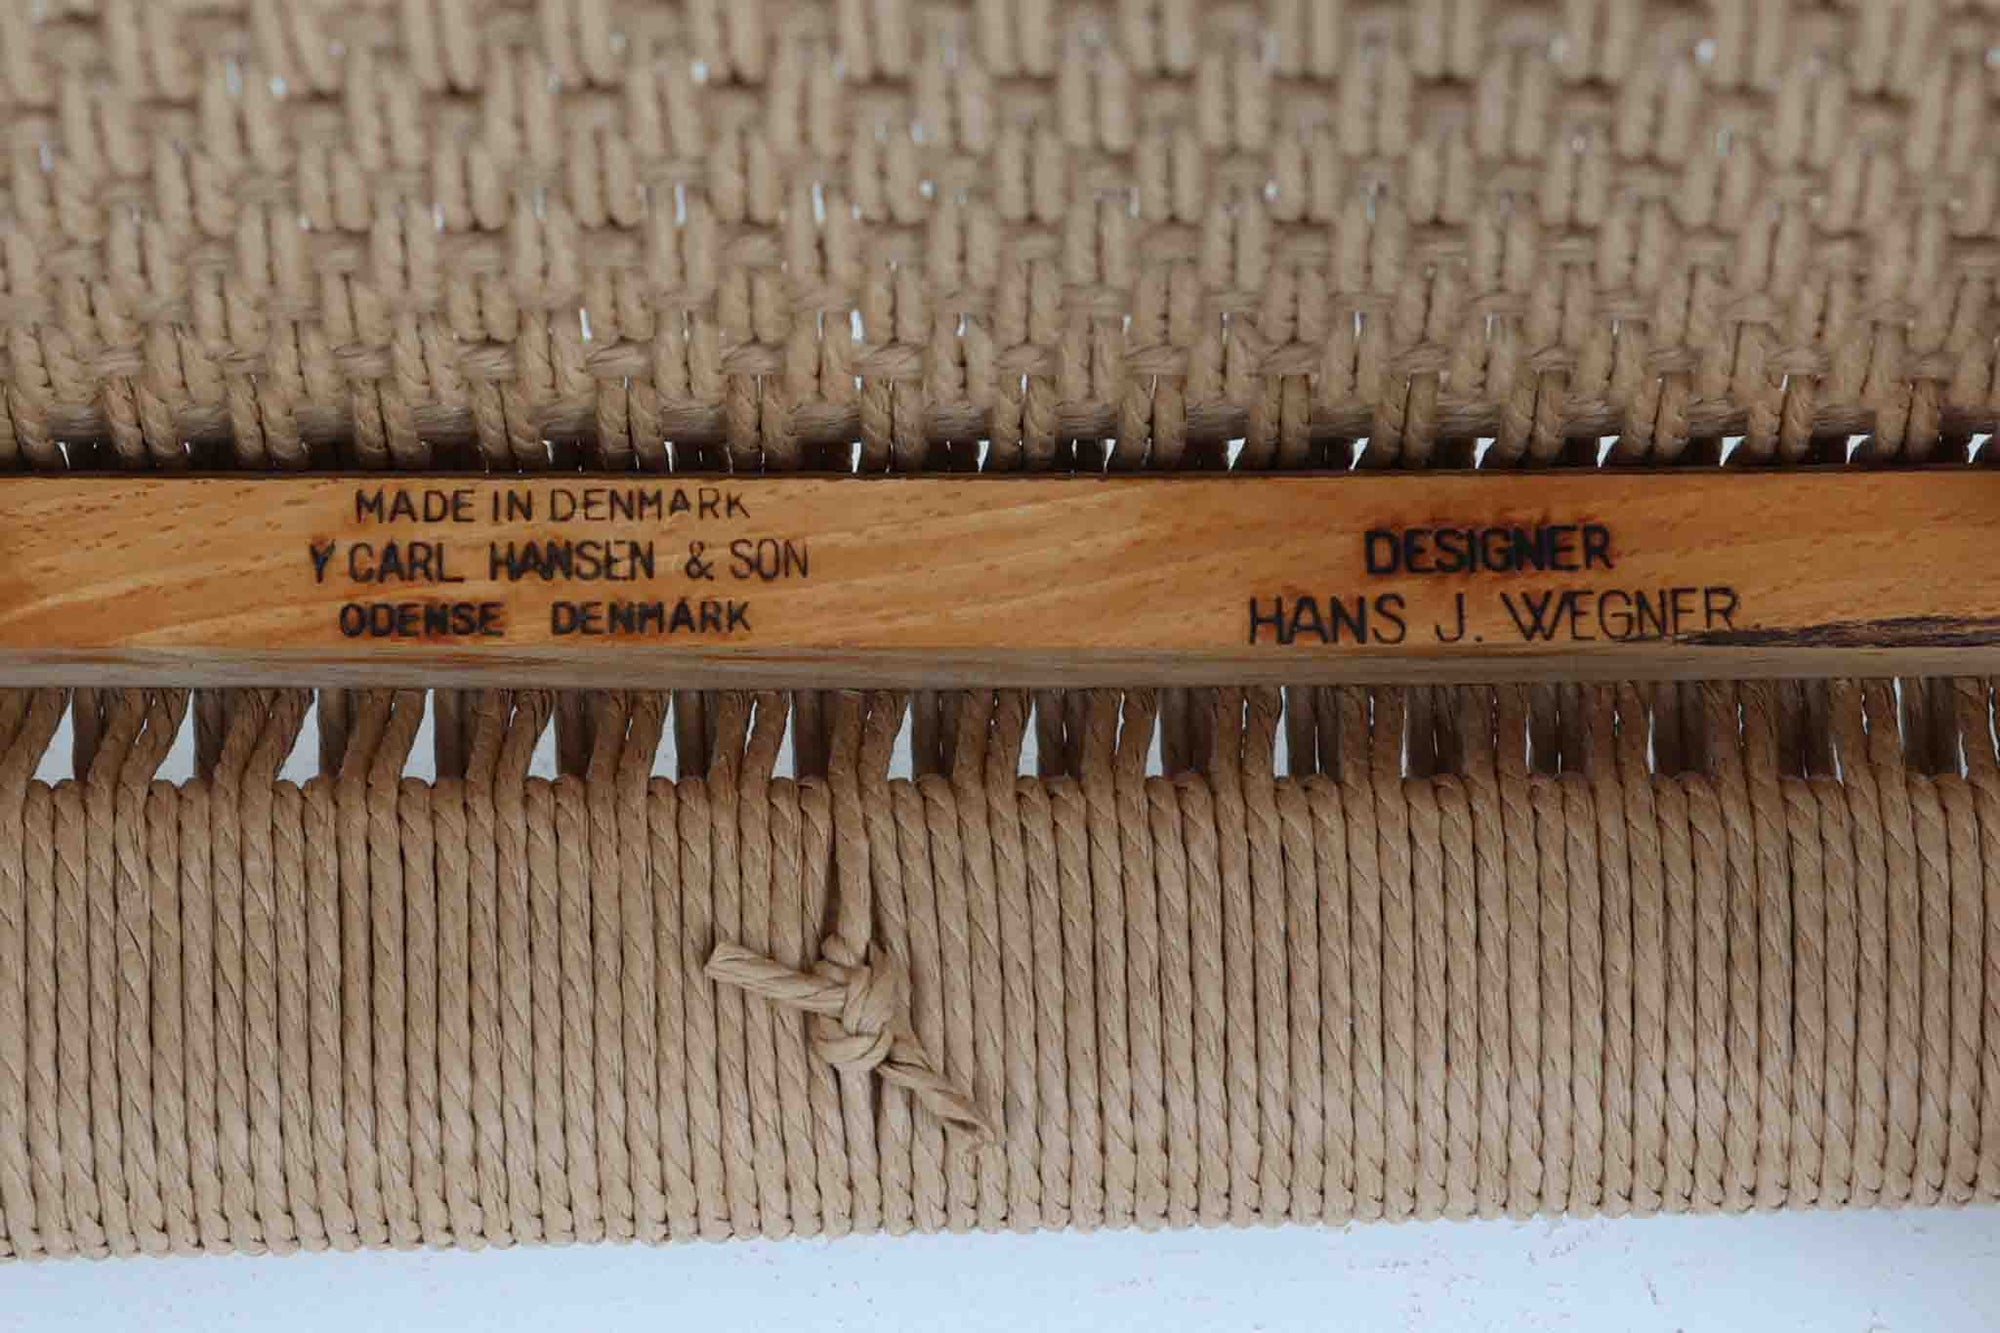 MADE IN DENMARK
Y CARL HANSEN & SON
ODENSE DENMARK
DESIGNER
HANS J. WEGNER